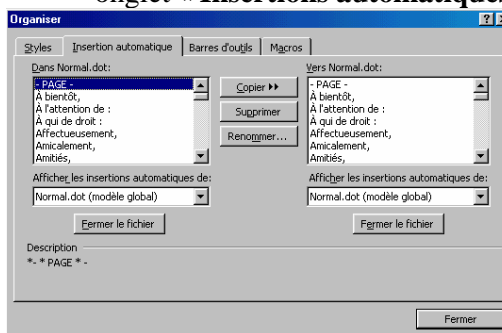 onglet « Insertions automatiques
Organiser
Styles Insertion automatique Barres d'outils Macros
Dans Normal.dot: Vers Normal.dot:
- PAGE -
À bientôt,
À l'attention de :
À qui de droit :
Affectueusement,
Amicalement,
Amitiés,
Copier
Supprimer
Renommer...
- PAGE -
À bientôt,
À l'attention de :
À qui de droit :
Affectueusement,
Amicalement,
Amitiés,
Afficher les insertions automatiques de: Afficher les insertions automatiques de:
Normal.dot (modèle global) Normal.dot (modèle global)
Fermer le fichier Fermer le fichier
Description
*- * PAGE * -
Fermer